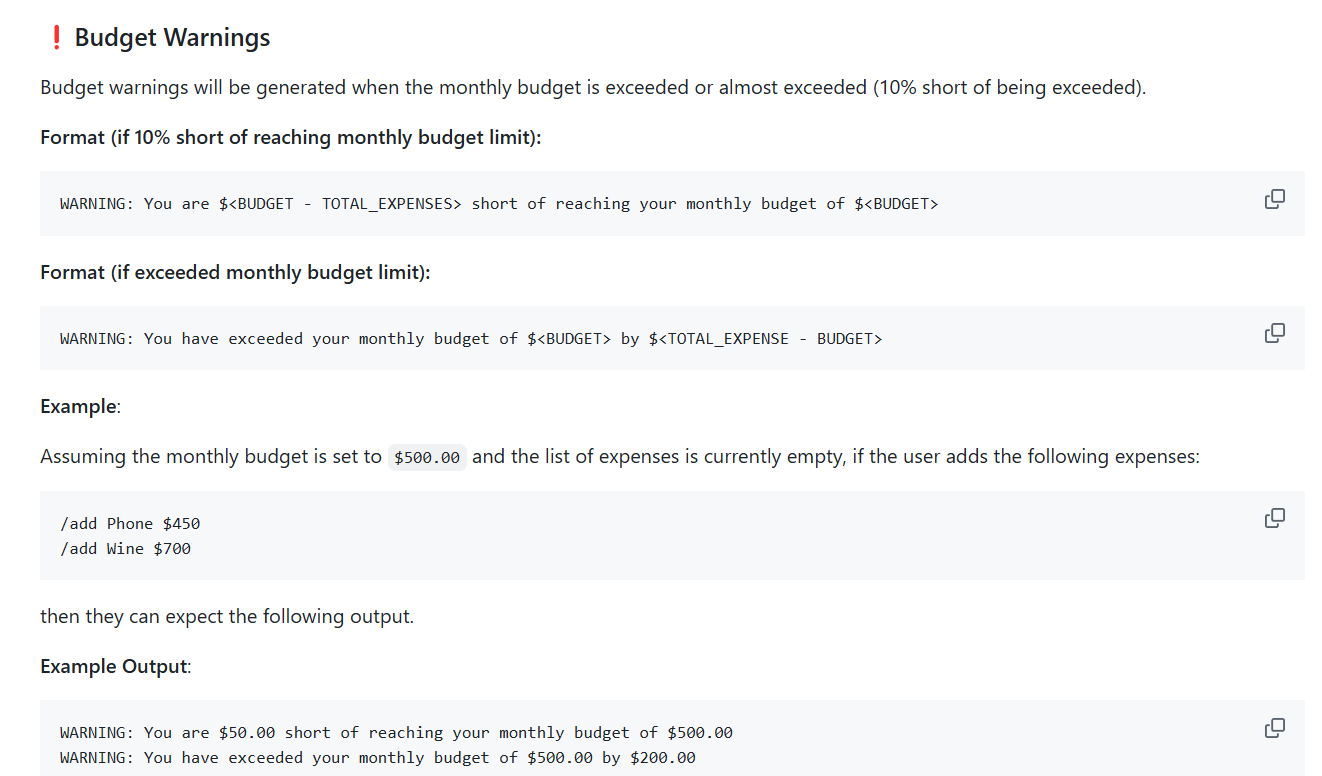 ❗ Budget Warnings
Budget warnings will be generated when the monthly budget is exceeded or almost exceeded (10% short of being exceeded).
Format (if 10% short of reaching monthly budget limit):
WARNING: You are $<BUDGET - TOTAL_EXPENSES> short of reaching your monthly budget of $<BUDGET>
Format (if exceeded monthly budget limit):
WARNING: You have exceeded your monthly budget of $<BUDGET> by $<TOTAL_EXPENSE - BUDGET>
Example:
Assuming the monthly budget is set to $500.00 and the list of expenses is currently empty, if the user adds the following expenses:
/add Phone $450
/add Wine $700
then they can expect the following output.
Example Output:
WARNING: You are $50.00 short of reaching your monthly budget of $500.00
WARNING: You have exceeded your monthly budget of $500.00 by $200.00